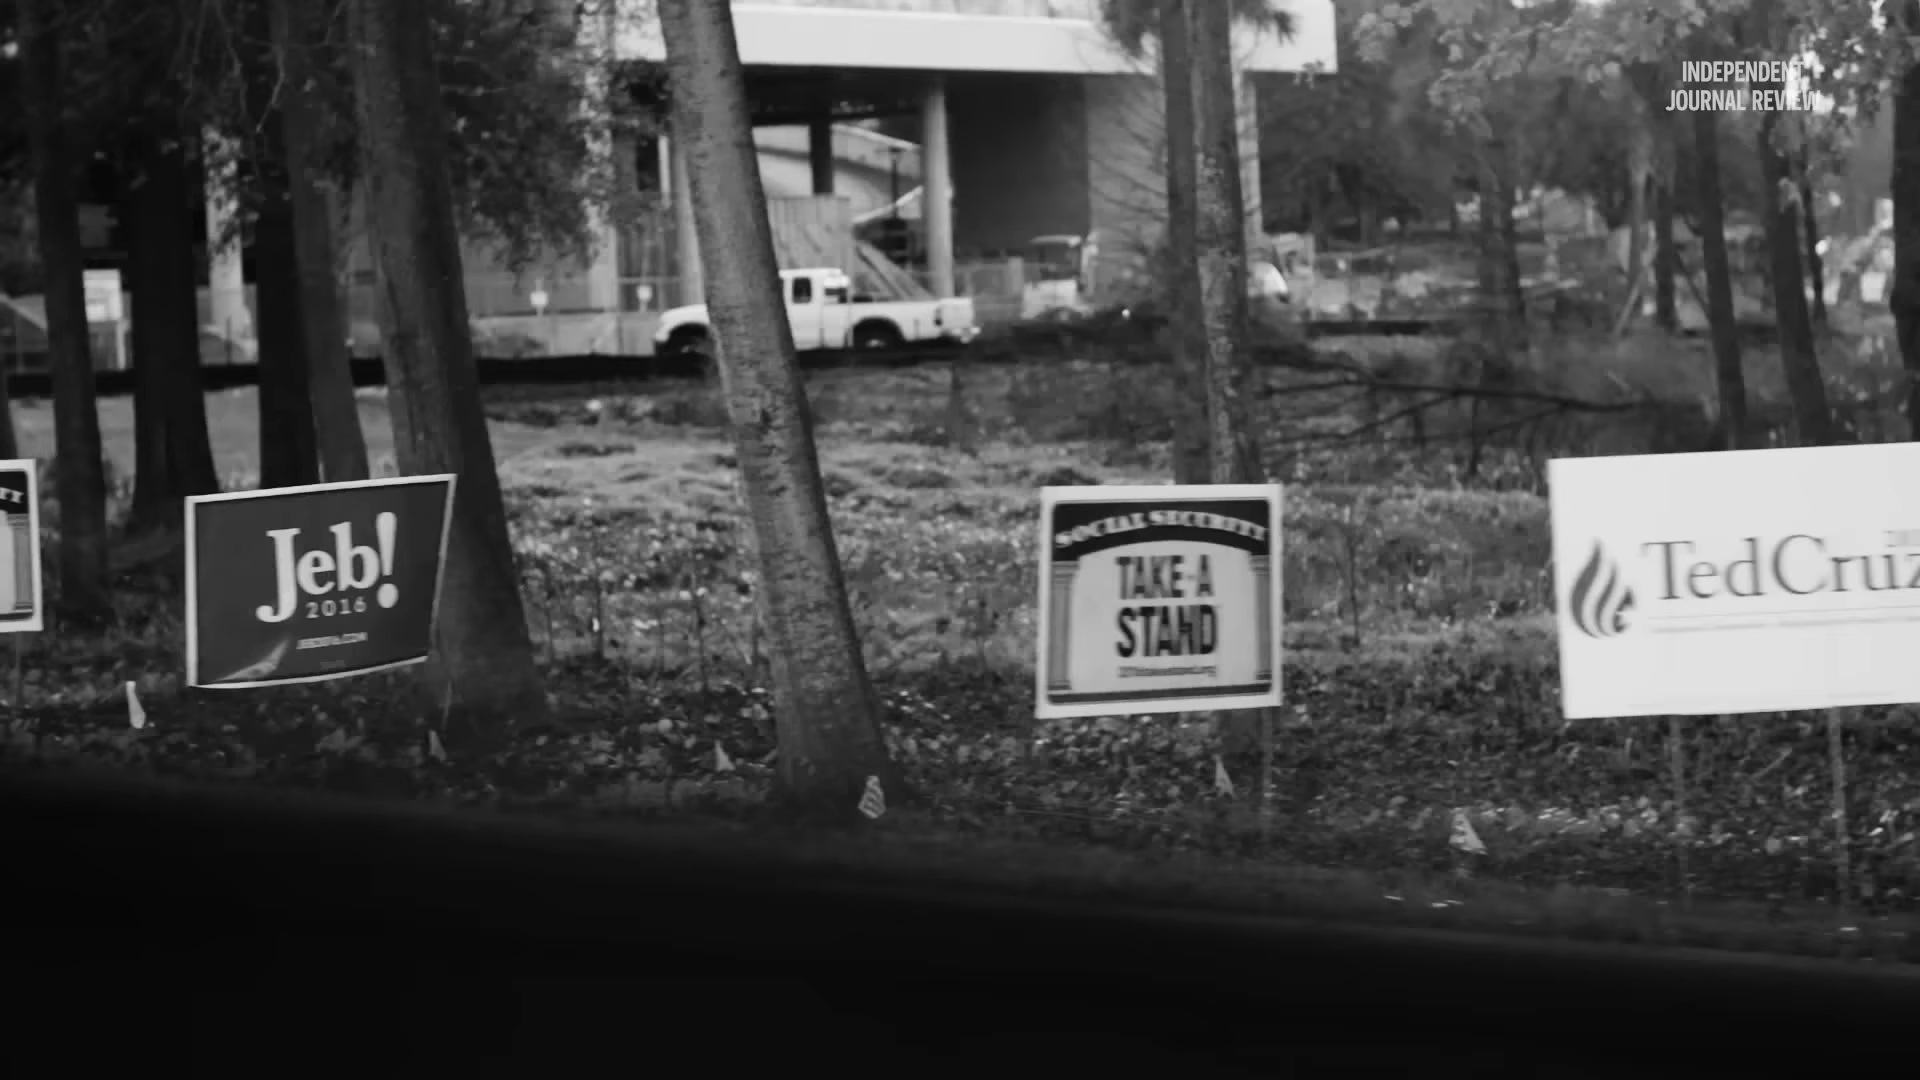 INDEPENDENT
JOURNAL REVIEW
Jeb!
2016
SOCIAL SECURITY
TAKE-A
STAND
TedCruz